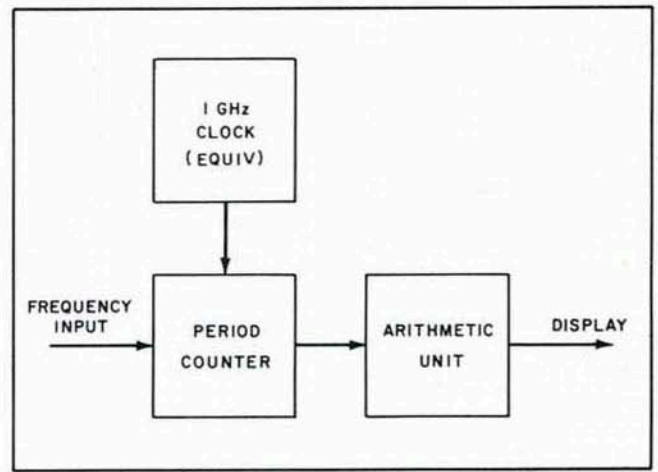 1 GHz
CLOCK
(EQUIV)
FREQUENCY
INPUT
PERIOD
COUNTER
ARITHMETIC
UNIT
DISPLAY